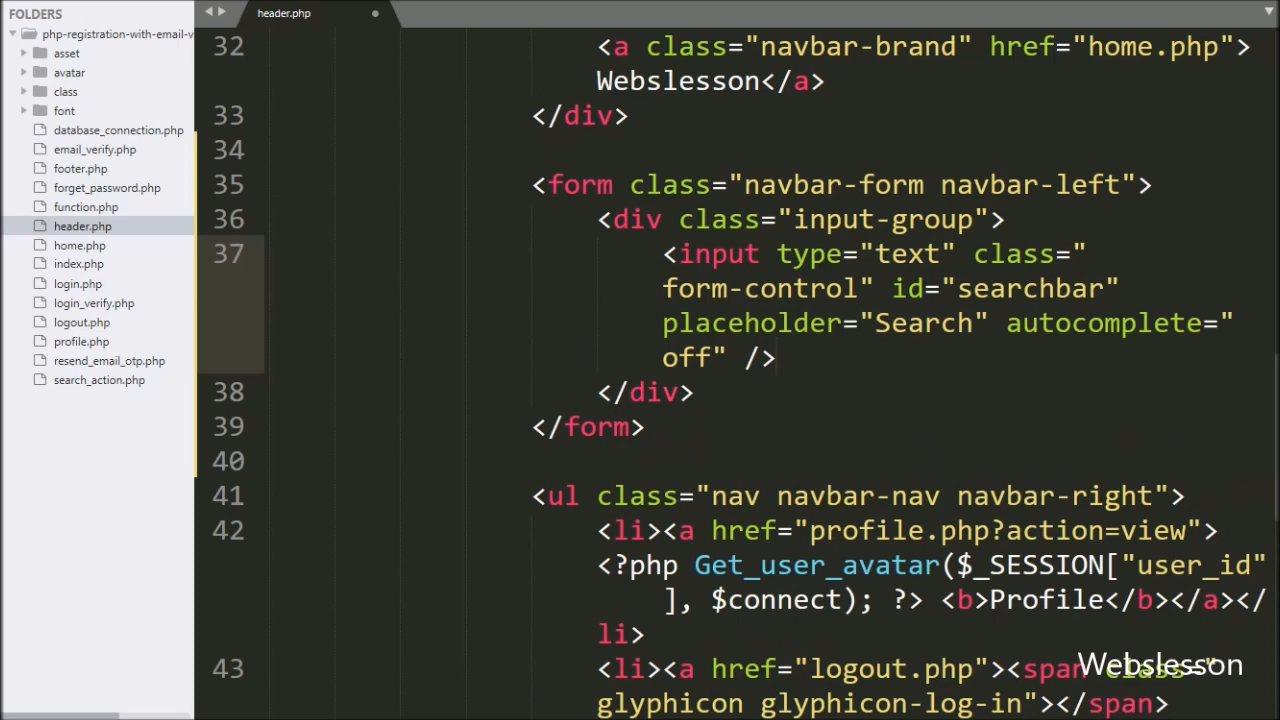 FOLDERS
php-registration-with-email-v
asset
avatar
class
font
database_connection.php
email_verify.php
footer.php
forget_password.php
function.php
header.php
home.php
index.php
login.php
login_verify.php
logout.php
profile.php
resend_email_otp.php
search_action.php
header.php
32 <a class="navbar-brand" href="home.php">
Webslesson</a>
33 </div>
34
35 <form class="navbar-form navbar-left">
36 <div class="input-group">
37 <input type="text" class="
form-control" id="searchbar"
placeholder="Search" autocomplete="
off" />
38 </div>
39 </form>
40
41 <ul class="nav navbar-nav navbar-right">
42 <li><a href="profile.php?action=view">
<?php Get_user_avatar($_SESSION["user_id"
], $connect); ?> <b>Profile</b></a></
li>
43 <li><a href="logout.php"><span class="
glyphicon glyphicon-log-in"></span>
Webslesson